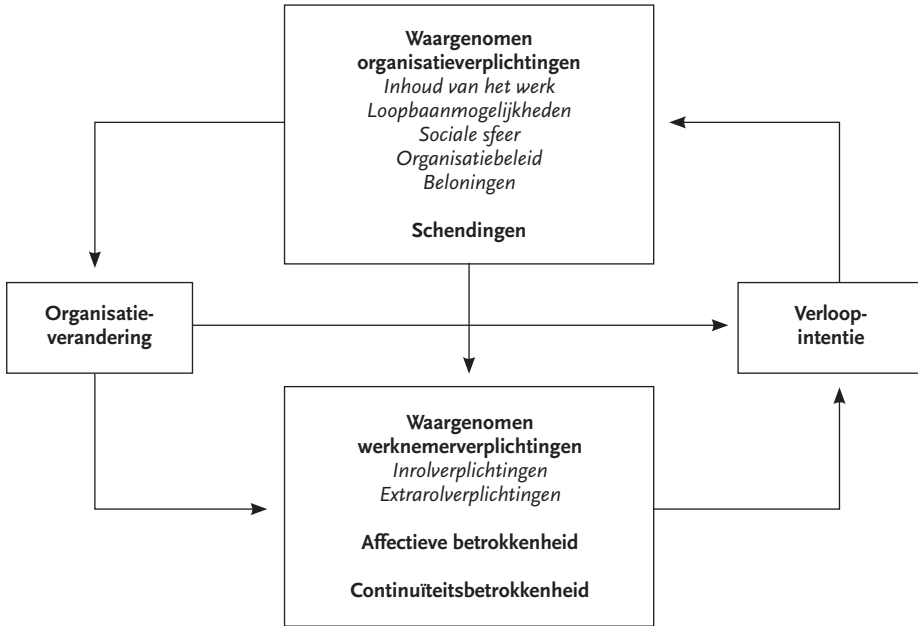 Waargenomen
organisatieverplichtingen
Inhoud van het werk
Loopbaanmogelijkheden
Sociale sfeer
Organisatiebeleid
Beloningen
Schendingen
Organisatie-
verandering
Verloop-
intentie
Waargenomen
werknemerverplichtingen
Inrolverplichtingen
Extrarolverplichtingen
Affectieve betrokkenheid
Continuïteitsbetrokkenheid